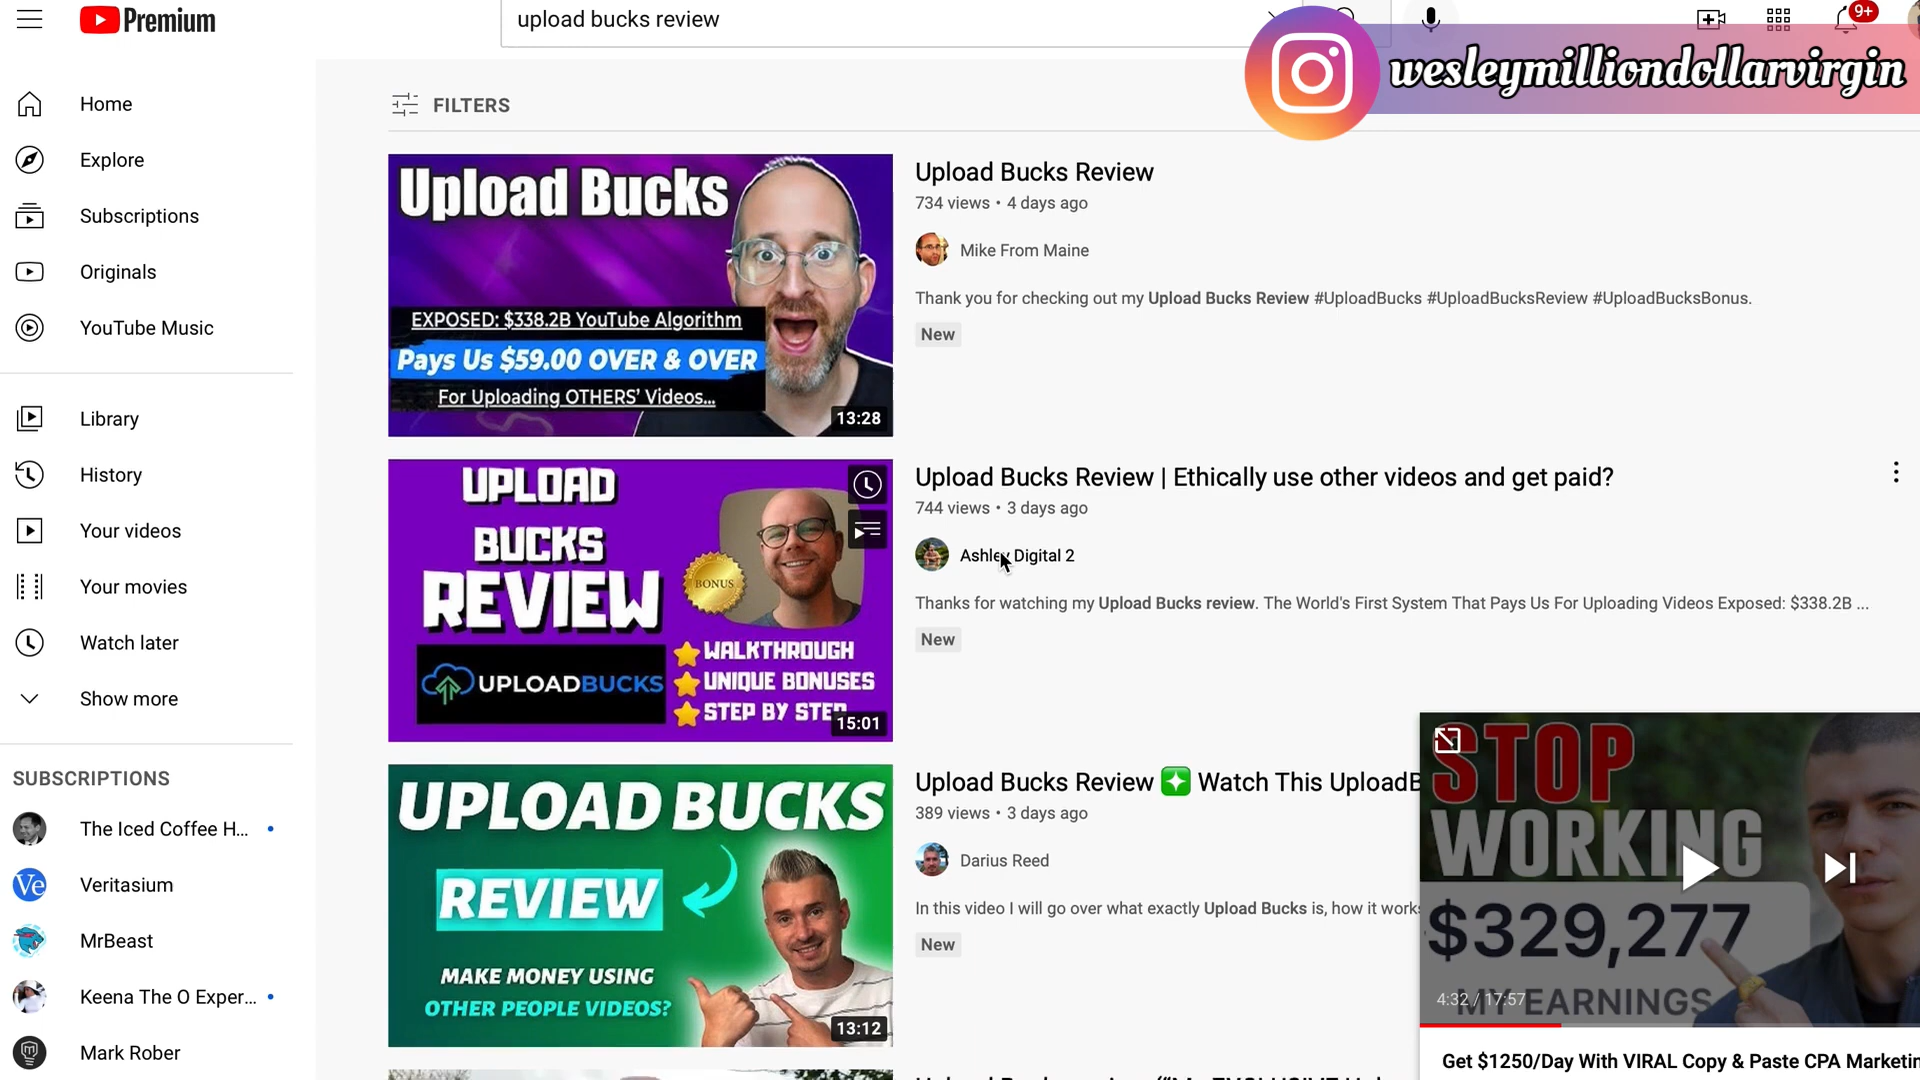 Premium
upload bucks review
9+
wesleymilliondollarvirgin
Home
Explore
Subscriptions
Originals
YouTube Music
Library
History
Your videos
Your movies
Watch later
Show more
SUBSCRIPTIONS
The Iced Coffee H...
Veritasium
MrBeast
Keena The O Exper...
Mark Rober
FILTERS
Upload Bucks
EXPOSED: $338.2B YouTube Algorithm
Pays Us $59.00 OVER & OVER
For Uploading OTHERS' Videos...
13:28
Upload Bucks Review
734 views • 4 days ago
Mike From Maine
Thank you for checking out my Upload Bucks Review #UploadBucks #UploadBucksReview #UploadBucksBonus.
New
UPLOAD
BUCKS
REVIEW
BONUS
UPLOADBUCKS
WALKTHROUGH
UNIQUE BONUSES
STEP BY STEP
15:01
Upload Bucks Review | Ethically use other videos and get paid?
744 views • 3 days ago
Ashley Digital 2
Thanks for watching my Upload Bucks review. The World's First System That Pays Us For Uploading Videos Exposed: $338.2B ...
New
UPLOAD BUCKS
REVIEW
MAKE MONEY USING
OTHER PEOPLE VIDEOS?
13:12
Upload Bucks Review ❇️ Watch This UploadB
389 views • 3 days ago
Darius Reed
In this video I will go over what exactly Upload Bucks is, how it works
New
STOP
WORKING
$329,277
MY EARNINGS
4:32 / 17:57
Get $1250/Day With VIRAL Copy & Paste CPA Marketin